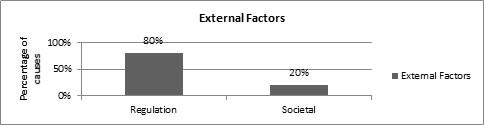 External Factors
Percentage of
causes
100%
50%
0%
80%
20%
Regulation
Societal
External Factors